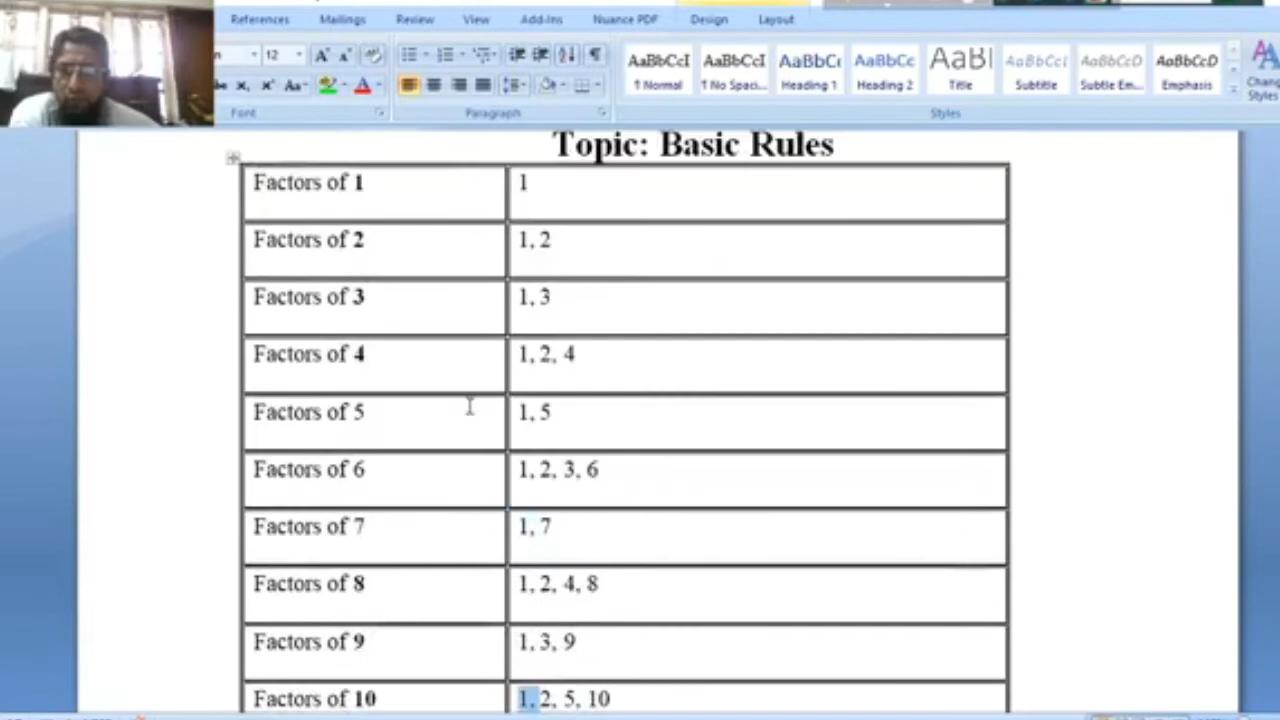 References Mailings Review View Add-Ins Nuance PDF Design Layout
12
AaBbCcI AaBbCcI AaBbCc AaBbCc AaBl AaBbCcI AaBbCcD AaBbCcD
¶ Normal ¶ No Spaci... Heading 1 Heading 2 Title Subtitle Subtle Em... Emphasis
Styles
Font Paragraph Styles
Topic: Basic Rules
Factors of 1 1
Factors of 2 1, 2
Factors of 3 1, 3
Factors of 4 1, 2, 4
Factors of 5 1, 5
Factors of 6 1, 2, 3, 6
Factors of 7 1, 7
Factors of 8 1, 2, 4, 8
Factors of 9 1, 3, 9
Factors of 10 1, 2, 5, 10